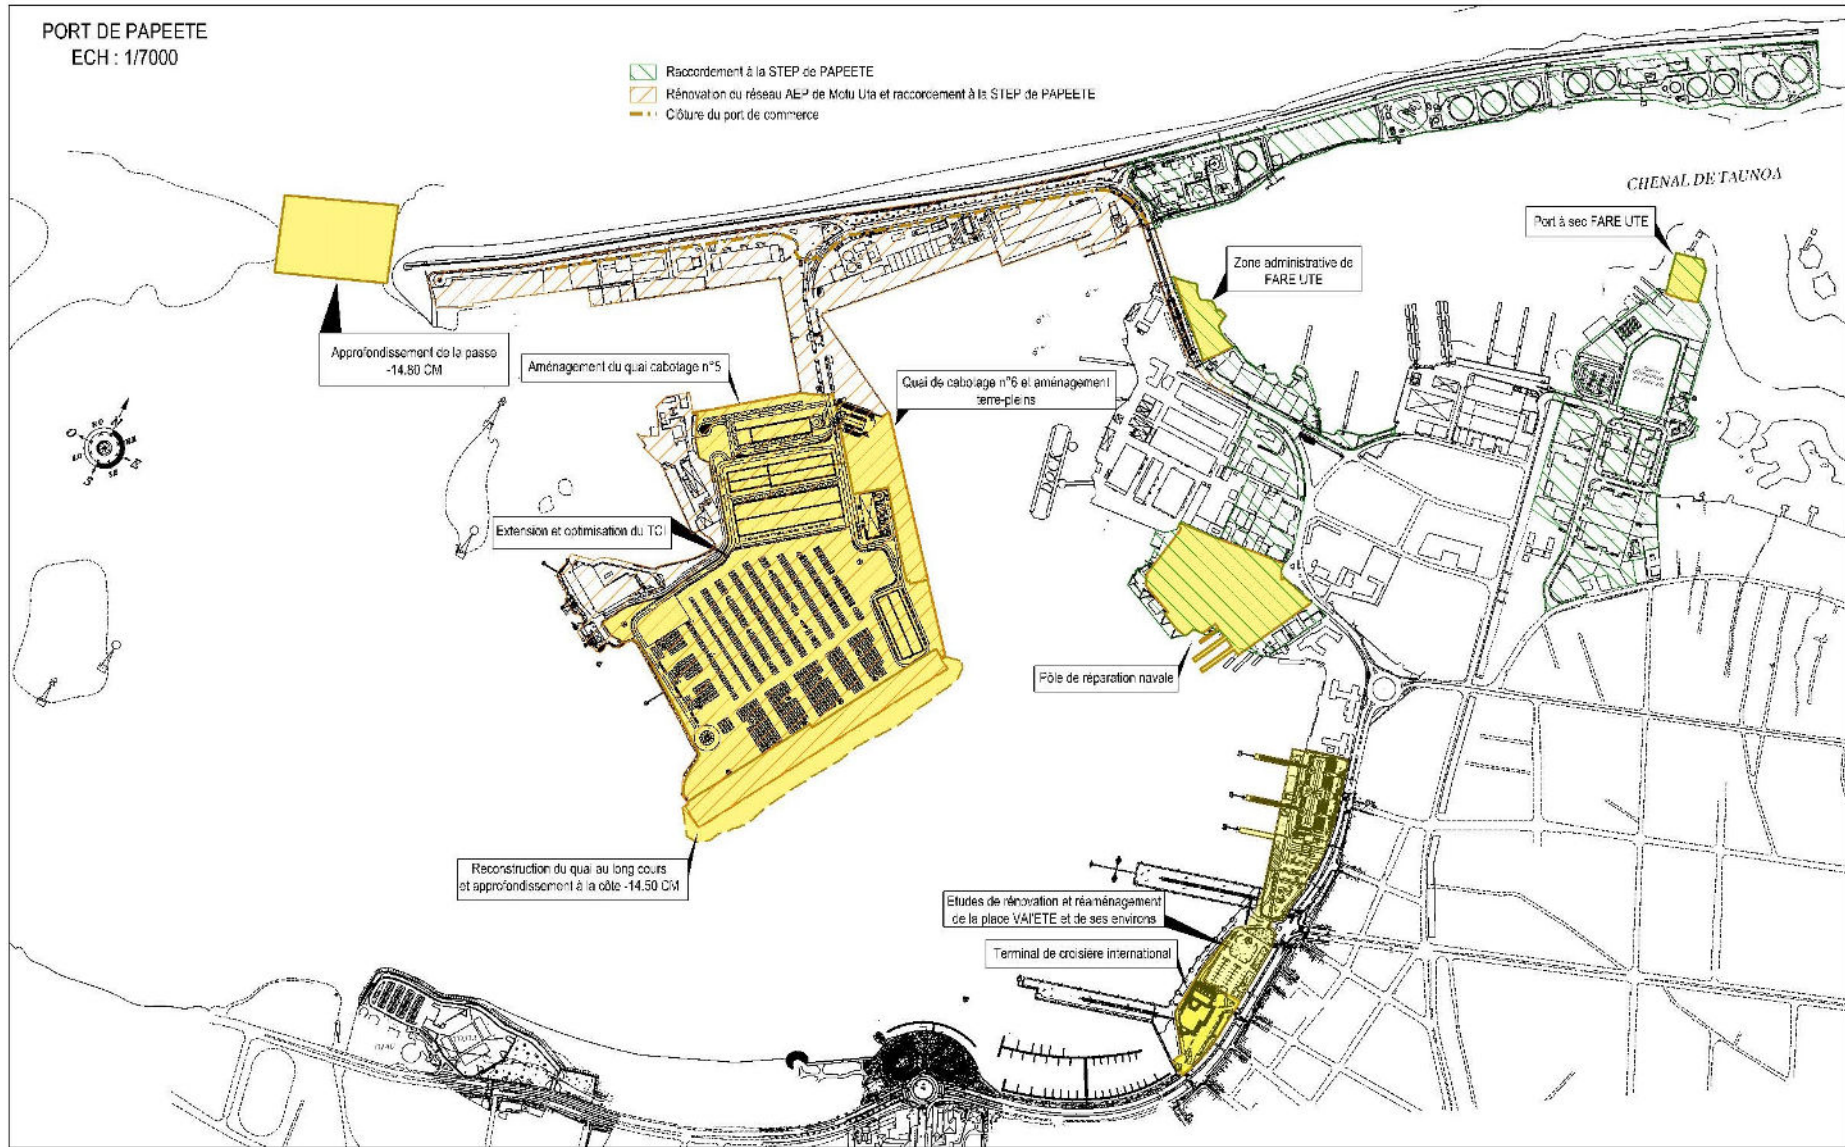 PORT DE PAPEETE
ECH : 1/7000
Raccordement à la STEP de PAPEETE
Rénovation du réseau AEP de Motu Uta et raccordement à la STEP de PAPEETE
Clôture du port de commerce
CHENAL DE TAUNOA
Port à sec FARE UTE
Zone administrative de
FARE UTE
Approfondissement de la passe
-14.80 CM
Aménagement du quai cabotage n°5
Quai de cabotage n°6 et aménagement
terre-pleins
Extension et optimisation du TCI
Pôle de réparation navale
Reconstruction du quai au long cours
et approfondissement à la côte -14.50 CM
Etudes de rénovation et réaménagement
de la place VAI'ETE et de ses environs
Terminal de croisière international